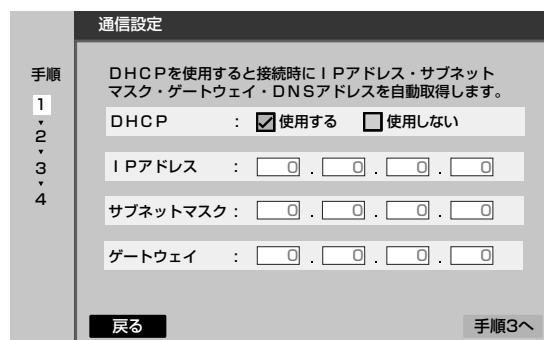 通信設定
手順
1
2
3
4
DHCPを使用すると接続時にIPアドレス・サブネット
マスク・ゲートウェイ・DNSアドレスを自動取得します。
DHCP : 使用する 使用しない
IPアドレス : 0 . 0 . 0 . 0
サブネットマスク : 0 . 0 . 0 . 0
ゲートウェイ : 0 . 0 . 0 . 0
戻る 手順3へ